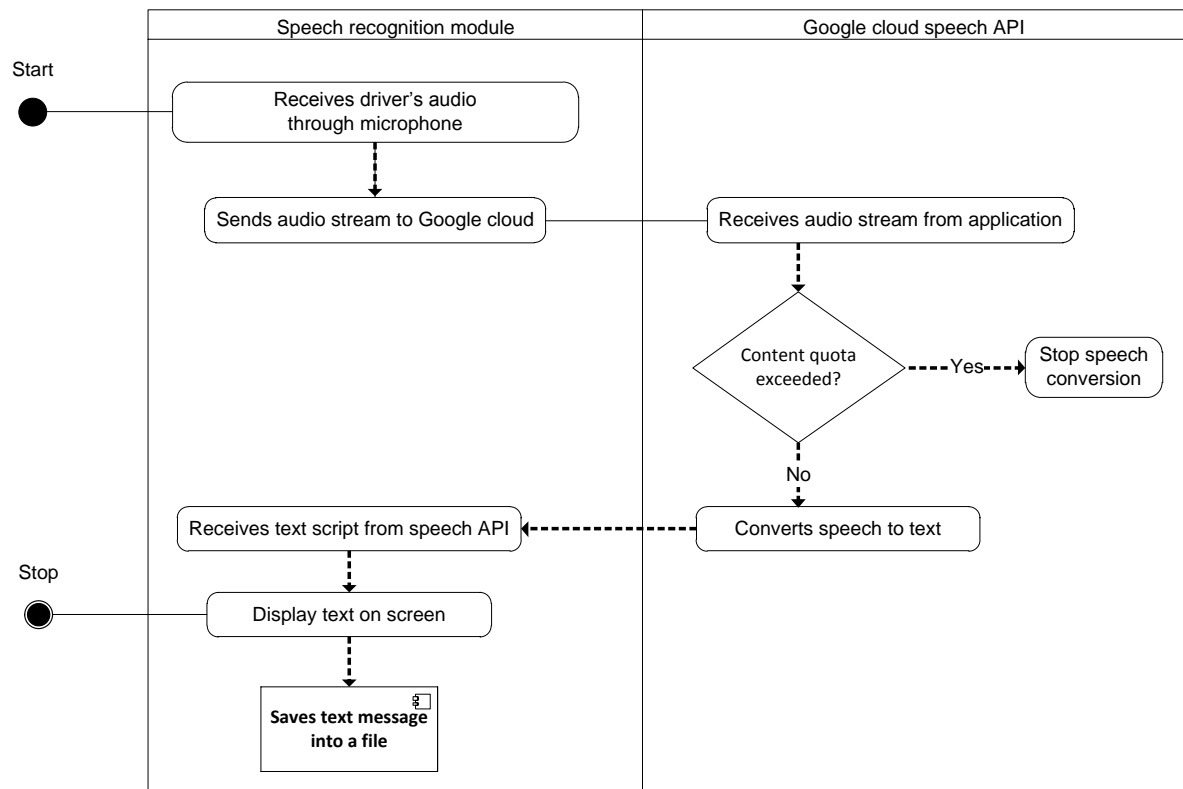 Speech recognition module
Google cloud speech API
Start
Receives driver’s audio
through microphone
Sends audio stream to Google cloud
Receives audio stream from application
Content quota
exceeded?
Yes
Stop speech
conversion
No
Receives text script from speech API
Converts speech to text
Stop
Display text on screen
Saves text message
into a file